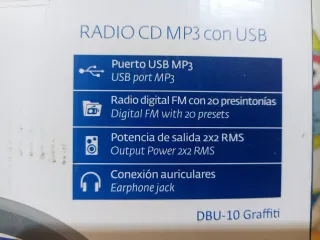 RADIO CD MP3 con USB
Puerto USB MP3
USB port MP3
Radio digital FM con 20 presintonías
Digital FM with 20 presets
Potencia de salida 2x2 RMS
Output Power 2x2 RMS
Conexión auriculares
Earphone jack
DBU-10 Graffiti